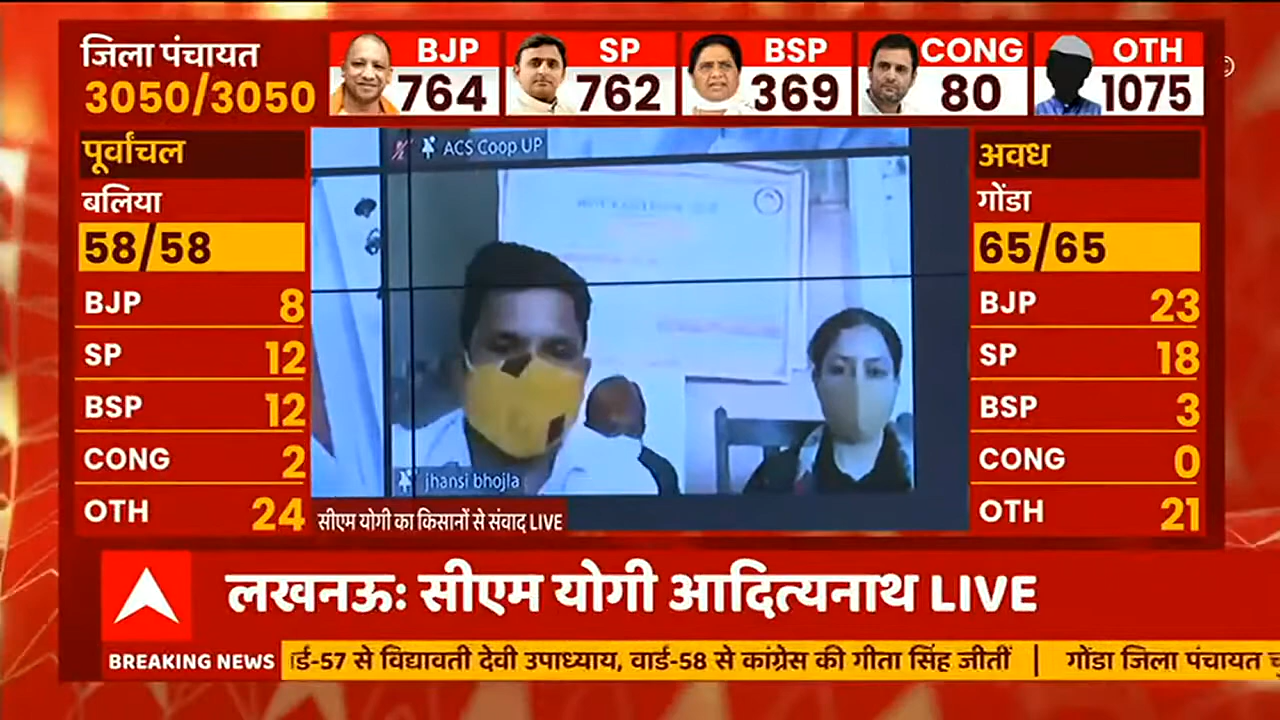 जिला पंचायत
3050/3050
BJP
764
SP
762
BSP
369
CONG
80
OTH
1075
पूर्वांचल
बलिया
58/58
BJP 8
SP 12
BSP 12
CONG 2
OTH 24
ACS Coop UP
jhansi bhojla
सीएम योगी का किसानों से संवाद LIVE
अवध
गोंडा
65/65
BJP 23
SP 18
BSP 3
CONG 0
OTH 21
लखनऊः सीएम योगी आदित्यनाथ LIVE
BREAKING NEWS
र्ड-57 से विद्यावती देवी उपाध्याय, वार्ड-58 से कांग्रेस की गीता सिंह जीतीं | गोंडा जिला पंचायत